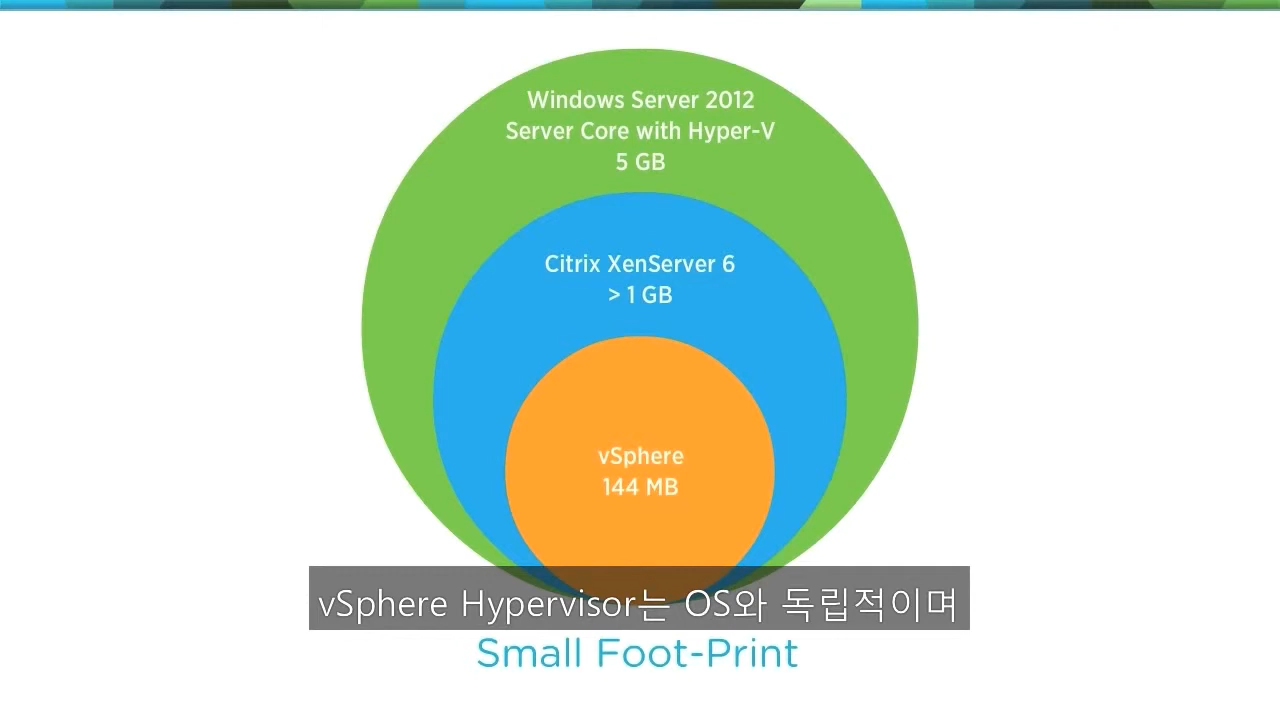 Windows Server 2012
Server Core with Hyper-V
5 GB
Citrix XenServer 6
> 1 GB
vSphere
144 MB
vSphere Hypervisor는 OS와 독립적이며
Small Foot-Print